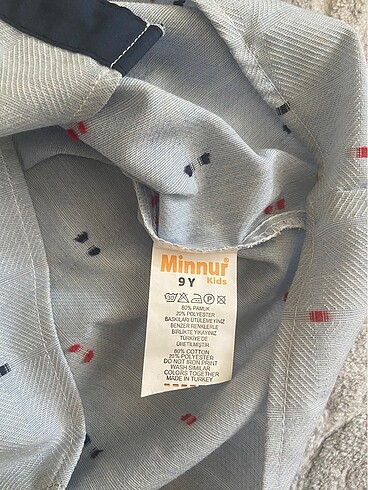 Minnur®
Kids
9 Y
80% PAMUK
20% POLYESTER
BASKILARI ÜTÜLEMEYİNİZ
BENZER RENKLERLE
BİRLİKTE YIKAYINIZ
TÜRKİYE'DE
ÜRETİLMİŞTİR.
80% COTTON
20% POLYESTER
DO NOT IRON PRINT
WASH SIMILAR
COLORS TOGETHER
MADE IN TURKEY